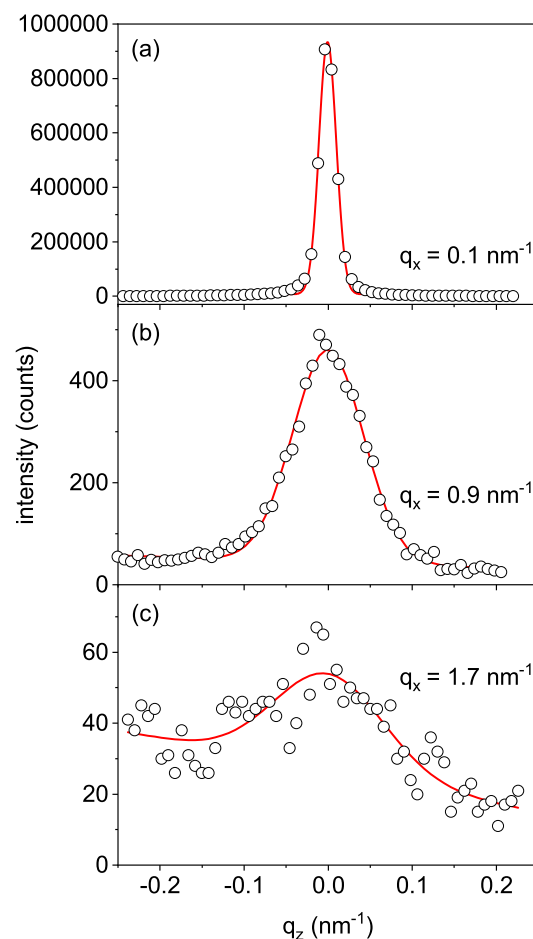 1000000
(a)
800000
600000
400000
200000
qₓ = 0.1 nm⁻¹
0
(b)
400
200
qₓ = 0.9 nm⁻¹
0
intensity (counts)
(c)
60
qₓ = 1.7 nm⁻¹
40
20
0
-0.2 -0.1 0.0 0.1 0.2
q_z (nm⁻¹)